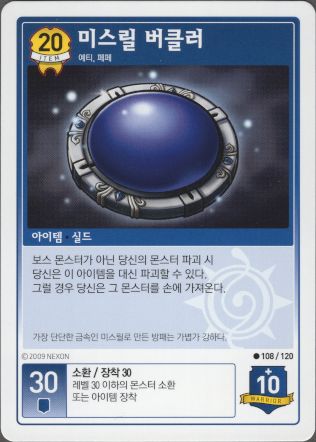 20
ITEM
미스릴 버클러
예티, 페페
아이템·실드
보스 몬스터가 아닌 당신의 몬스터 파괴 시
당신은 이 아이템을 대신 파괴할 수 있다.
그럴 경우 당신은 그 몬스터를 손에 가져온다.
가장 단단한 금속인 미스릴로 만든 방패는 가볍가 강하다.
©2009 NEXON
●108 / 120
30
소환 / 장착 30
레벨 30 이하의 몬스터 소환
또는 아이템 장착
+
10
WARRIOR